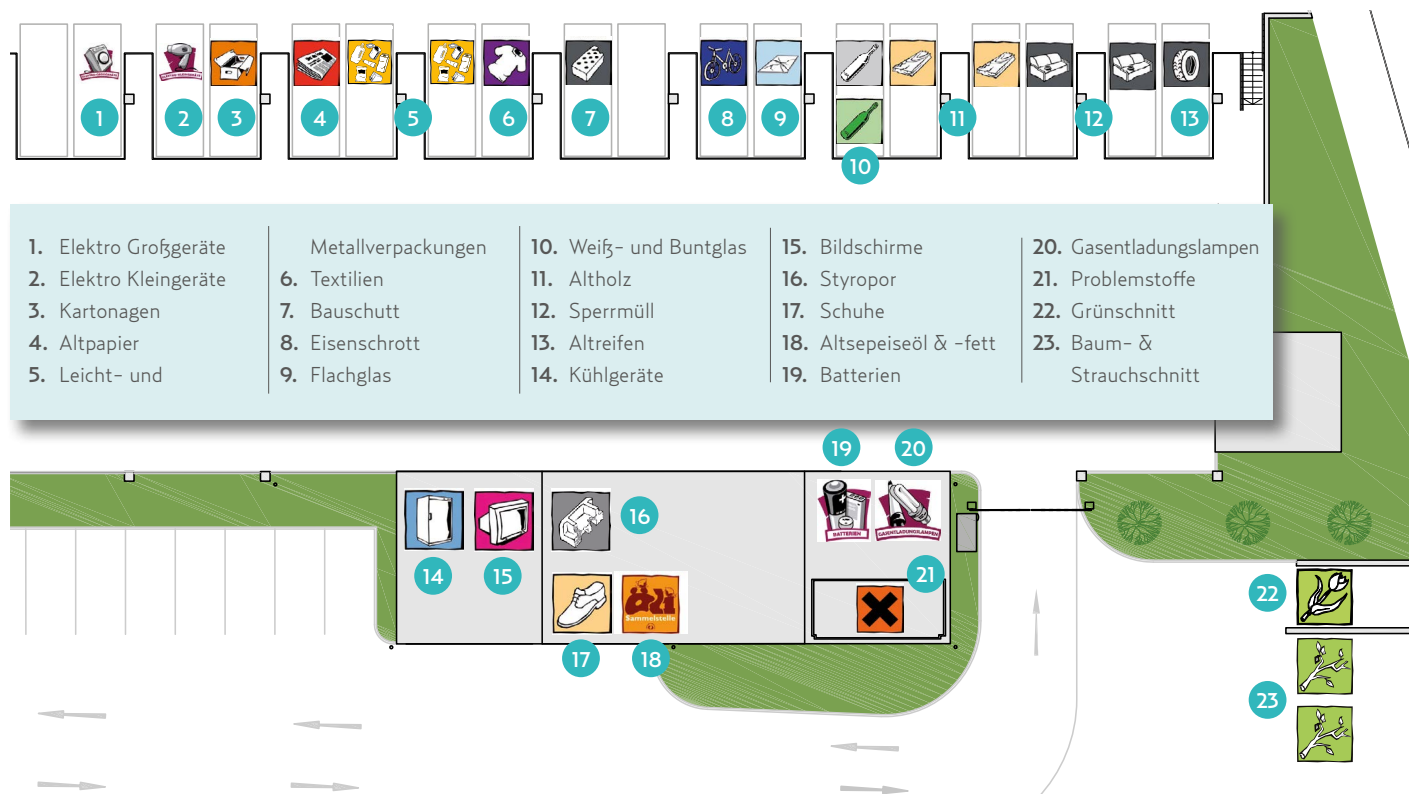 1 2 3 4 5 6 7 8 9 10 11 12 13
1. Elektro Großgeräte
2. Elektro Kleingeräte
3. Kartonagen
4. Altpapier
5. Leicht- und
Metallverpackungen
6. Textilien
7. Bauschutt
8. Eisenschrott
9. Flachglas
10. Weiß- und Buntglas
11. Altholz
12. Sperrmüll
13. Altreifen
14. Kühlgeräte
15. Bildschirme
16. Styropor
17. Schuhe
18. Altsepeiseöl & -fett
19. Batterien
20. Gasentladungslampen
21. Problemstoffe
22. Grünschnitt
23. Baum- &
Strauchschnitt
19 20
BATTERIEN
GASENTLADUNGSLAMPEN
16
14 15
21
22
öli
Sammelstelle
17 18
23